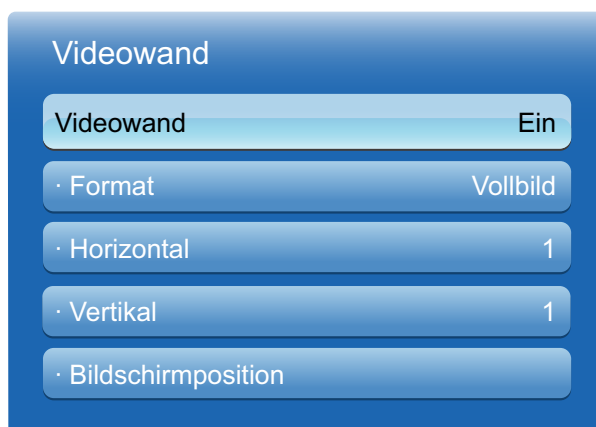 Videowand
Videowand Ein
· Format Vollbild
· Horizontal 1
· Vertikal 1
· Bildschirmposition